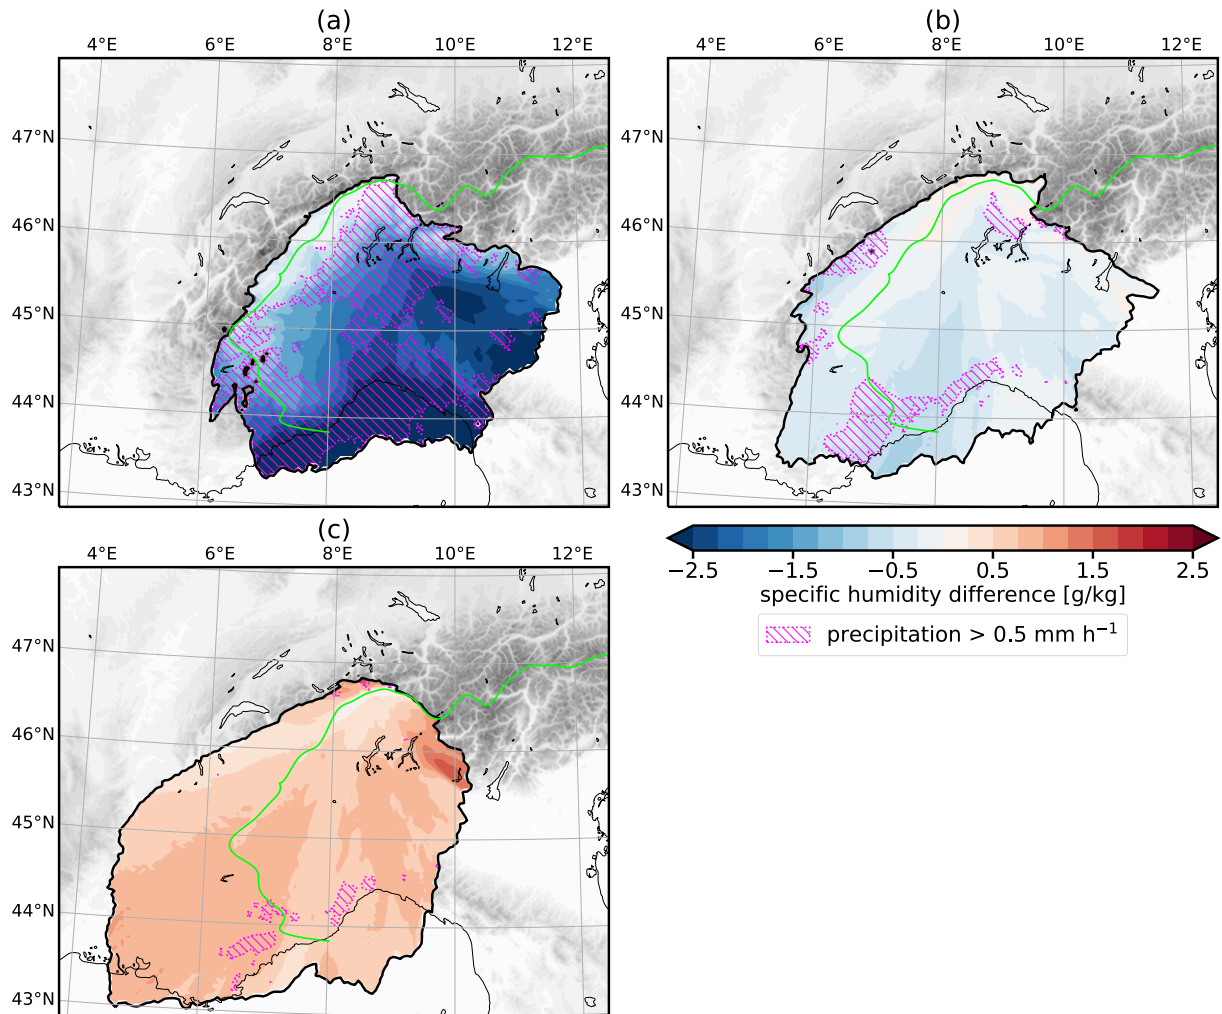 (a)
4°E 6°E 8°E 10°E 12°E
47°N
46°N
45°N
44°N
43°N
(b)
4°E 6°E 8°E 10°E 12°E
47°N
46°N
45°N
44°N
43°N
−2.5 −1.5 −0.5 0.5 1.5 2.5
specific humidity difference [g/kg]
precipitation > 0.5 mm h⁻¹
(c)
4°E 6°E 8°E 10°E 12°E
47°N
46°N
45°N
44°N
43°N